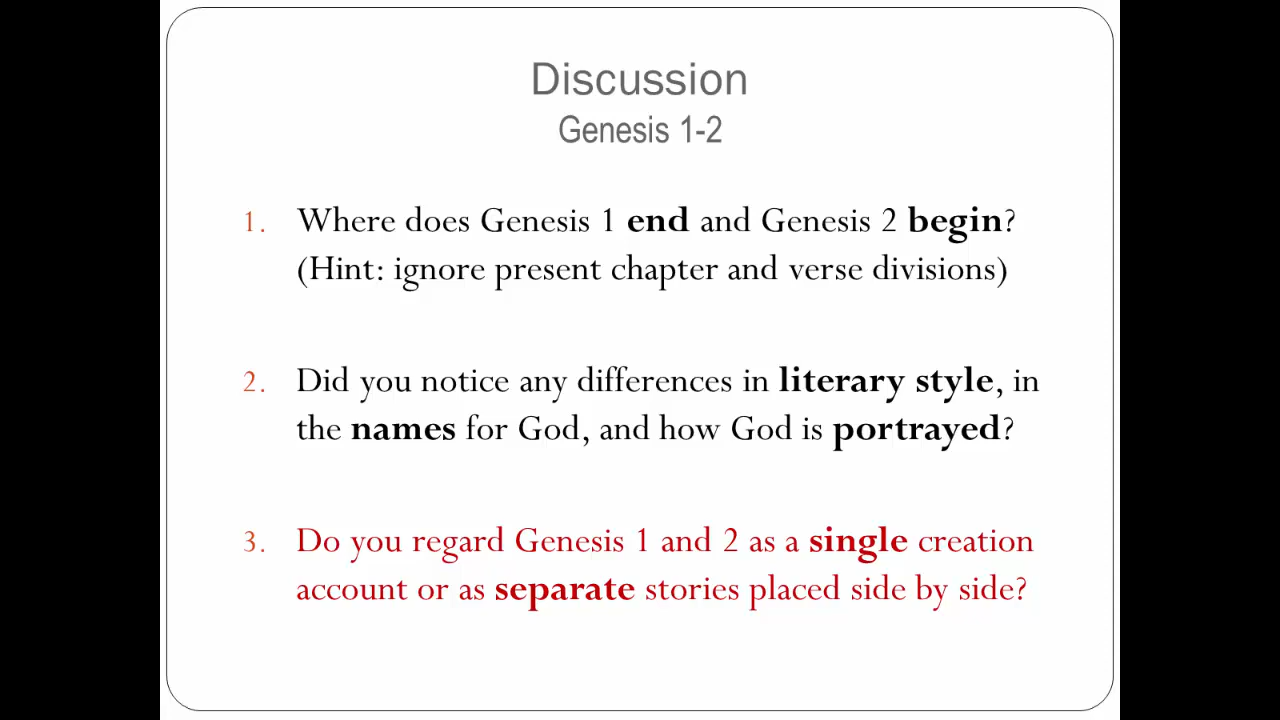 Discussion
Genesis 1-2
1. Where does Genesis 1 end and Genesis 2 begin?
(Hint: ignore present chapter and verse divisions)
2. Did you notice any differences in literary style, in
the names for God, and how God is portrayed?
3. Do you regard Genesis 1 and 2 as a single creation
account or as separate stories placed side by side?